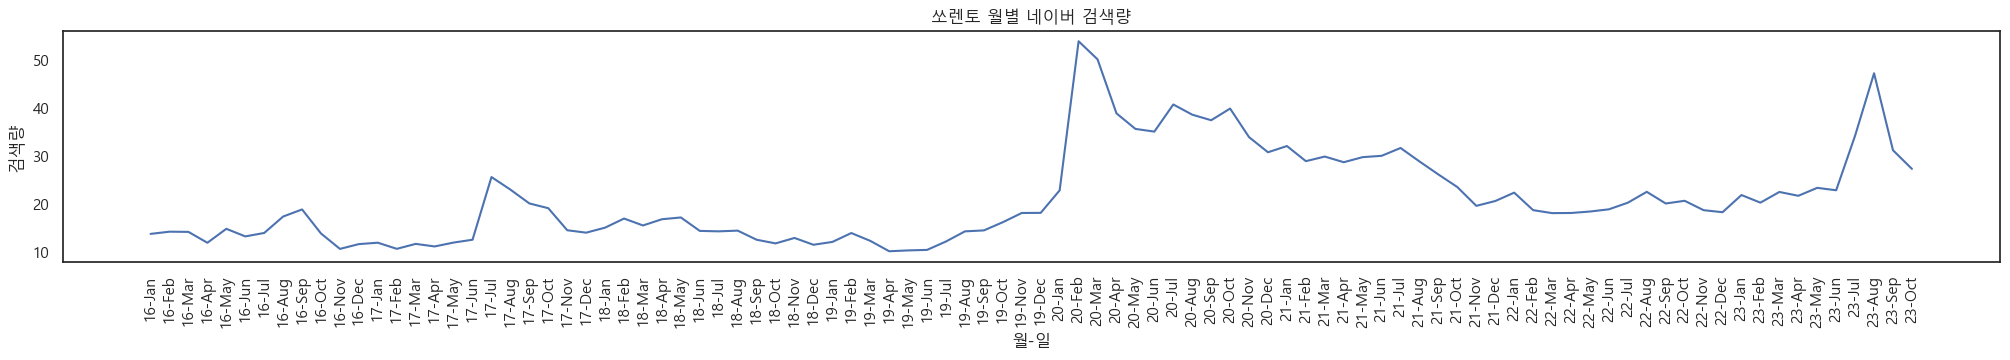 쏘렌토 월별 네이버 검색량
검색량
50
40
30
20
10
16-Jan
16-Feb
16-Mar
16-Apr
16-May
16-Jun
16-Jul
16-Aug
16-Sep
16-Oct
16-Nov
16-Dec
17-Jan
17-Feb
17-Mar
17-Apr
17-May
17-Jun
17-Jul
17-Aug
17-Sep
17-Oct
17-Nov
17-Dec
18-Jan
18-Feb
18-Mar
18-Apr
18-May
18-Jun
18-Jul
18-Aug
18-Sep
18-Oct
18-Nov
18-Dec
19-Jan
19-Feb
19-Mar
19-Apr
19-May
19-Jun
19-Jul
19-Aug
19-Sep
19-Oct
19-Nov
19-Dec
20-Jan
20-Feb
20-Mar
20-Apr
20-May
20-Jun
20-Jul
20-Aug
20-Sep
20-Oct
20-Nov
20-Dec
21-Jan
21-Feb
21-Mar
21-Apr
21-May
21-Jun
21-Jul
21-Aug
21-Sep
21-Oct
21-Nov
21-Dec
22-Jan
22-Feb
22-Mar
22-Apr
22-May
22-Jun
22-Jul
22-Aug
22-Sep
22-Oct
22-Nov
22-Dec
23-Jan
23-Feb
23-Mar
23-Apr
23-May
23-Jun
23-Jul
23-Aug
23-Sep
23-Oct
월-일